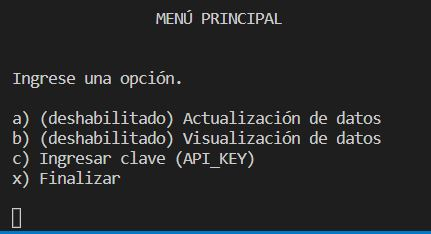 MENÚ PRINCIPAL
Ingrese una opción.
a) (deshabilitado) Actualización de datos
b) (deshabilitado) Visualización de datos
c) Ingresar clave (API_KEY)
x) Finalizar